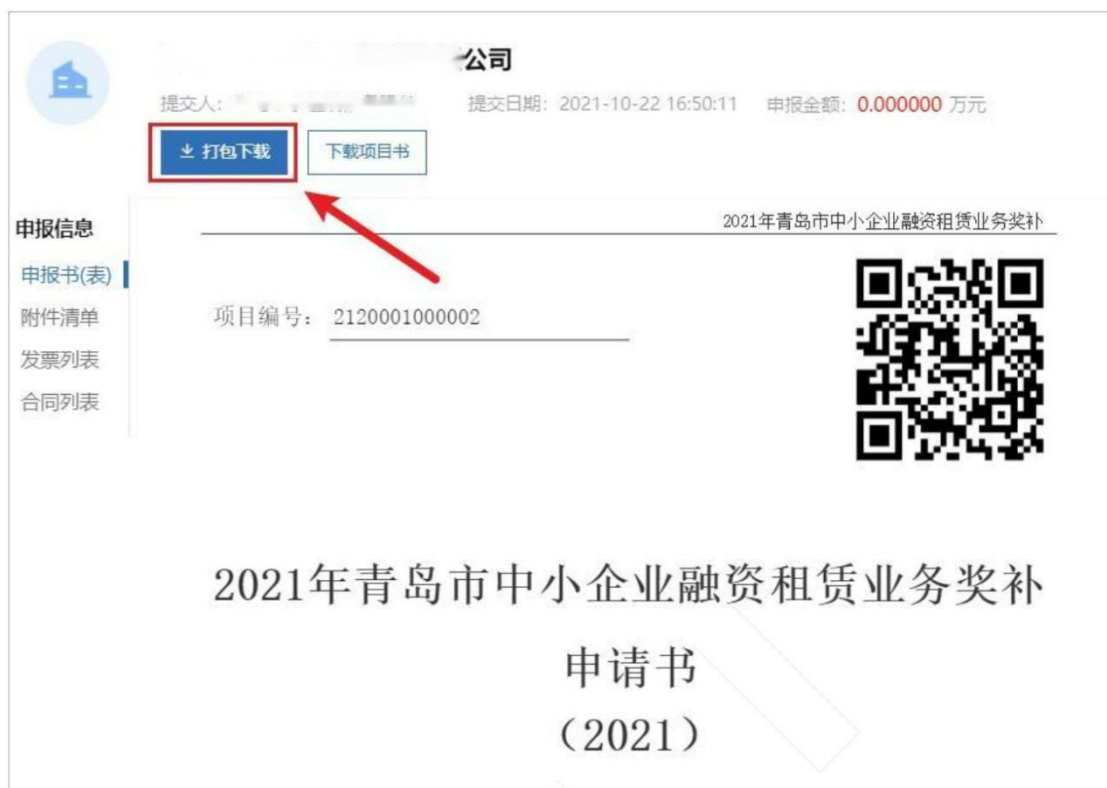 公司
提交人: 提交日期: 2021-10-22 16:50:11 申报金额: 0.000000 万元
打包下载 下载项目书
申报信息
申报书(表)
附件清单
发票列表
合同列表
2021年青岛市中小企业融资租赁业务奖补
项目编号: 2120001000002
2021年青岛市中小企业融资租赁业务奖补
申请书
（2021）